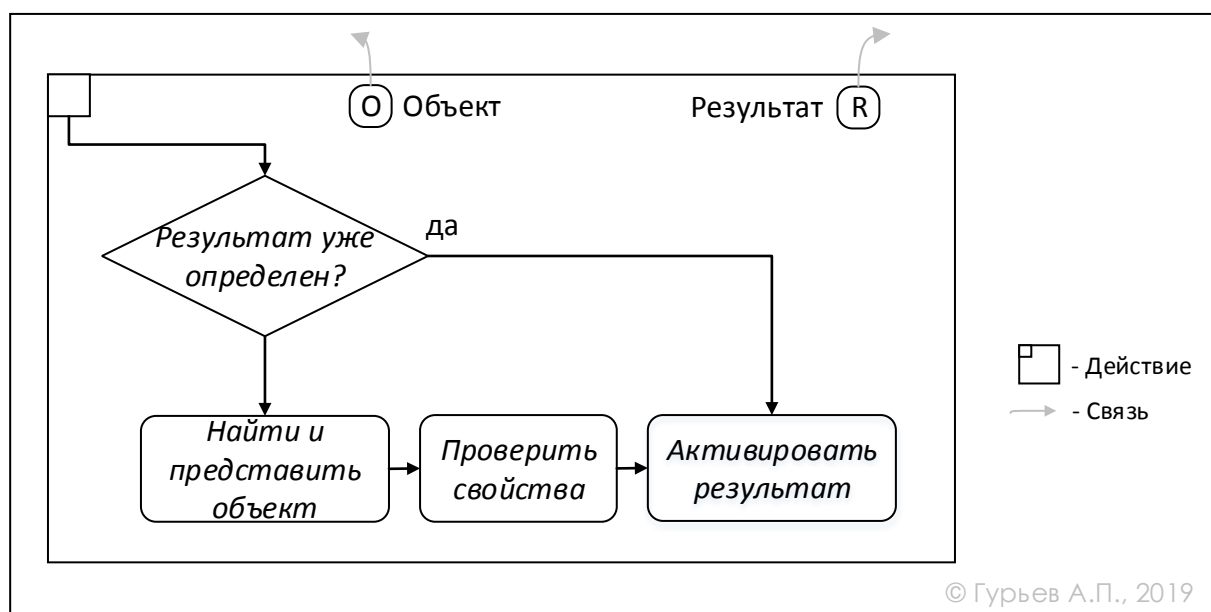 O Объект
Результат R
Результат уже
определен?
да
Найти и
представить
объект
Проверить
свойства
Активировать
результат
- Действие
- Связь
© Гурьев А.П., 2019